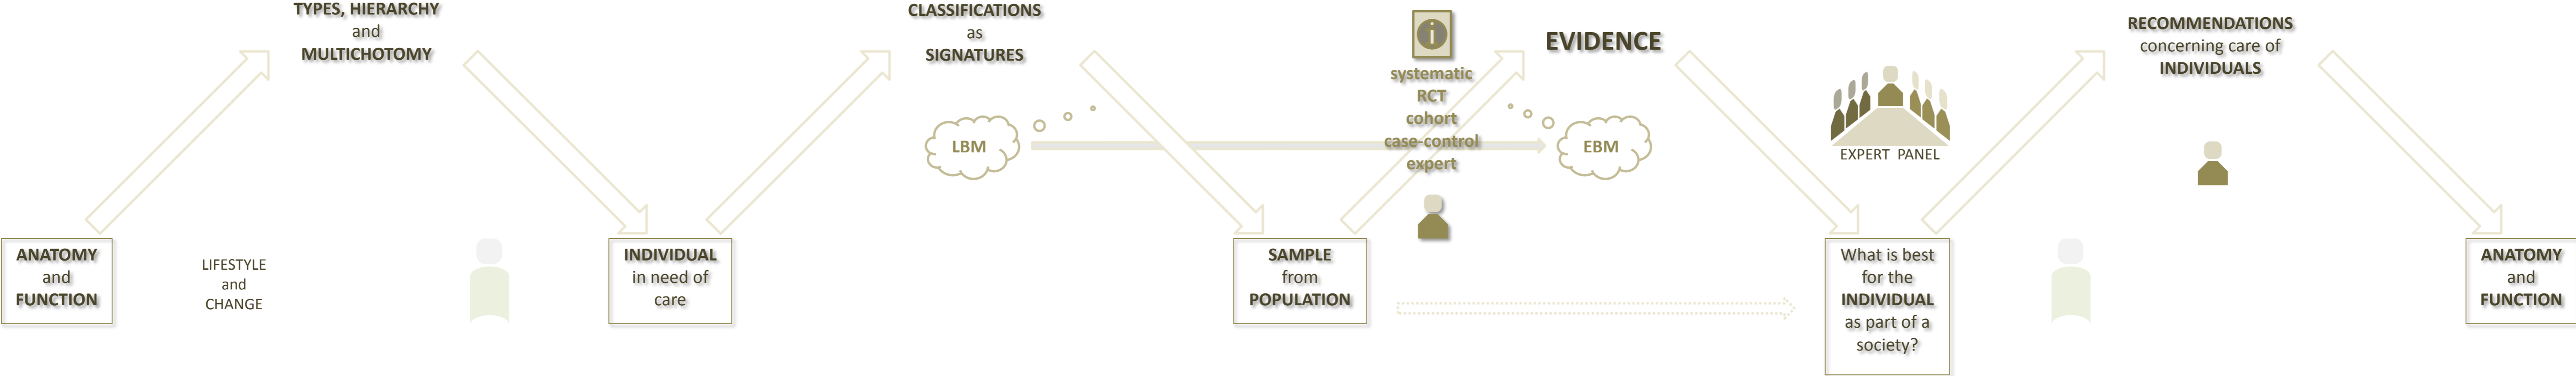 TYPES, HIERARCHY
and
MULTICHOTOMY
CLASSIFICATIONS
as
SIGNATURES
i
systematic
RCT
cohort
case-control
expert
EVIDENCE
RECOMMENDATIONS
concerning care of
INDIVIDUALS
LBM
EBM
EXPERT PANEL
ANATOMY
and
FUNCTION
LIFESTYLE
and
CHANGE
INDIVIDUAL
in need of
care
SAMPLE
from
POPULATION
What is best
for the
INDIVIDUAL
as part of a
society?
ANATOMY
and
FUNCTION